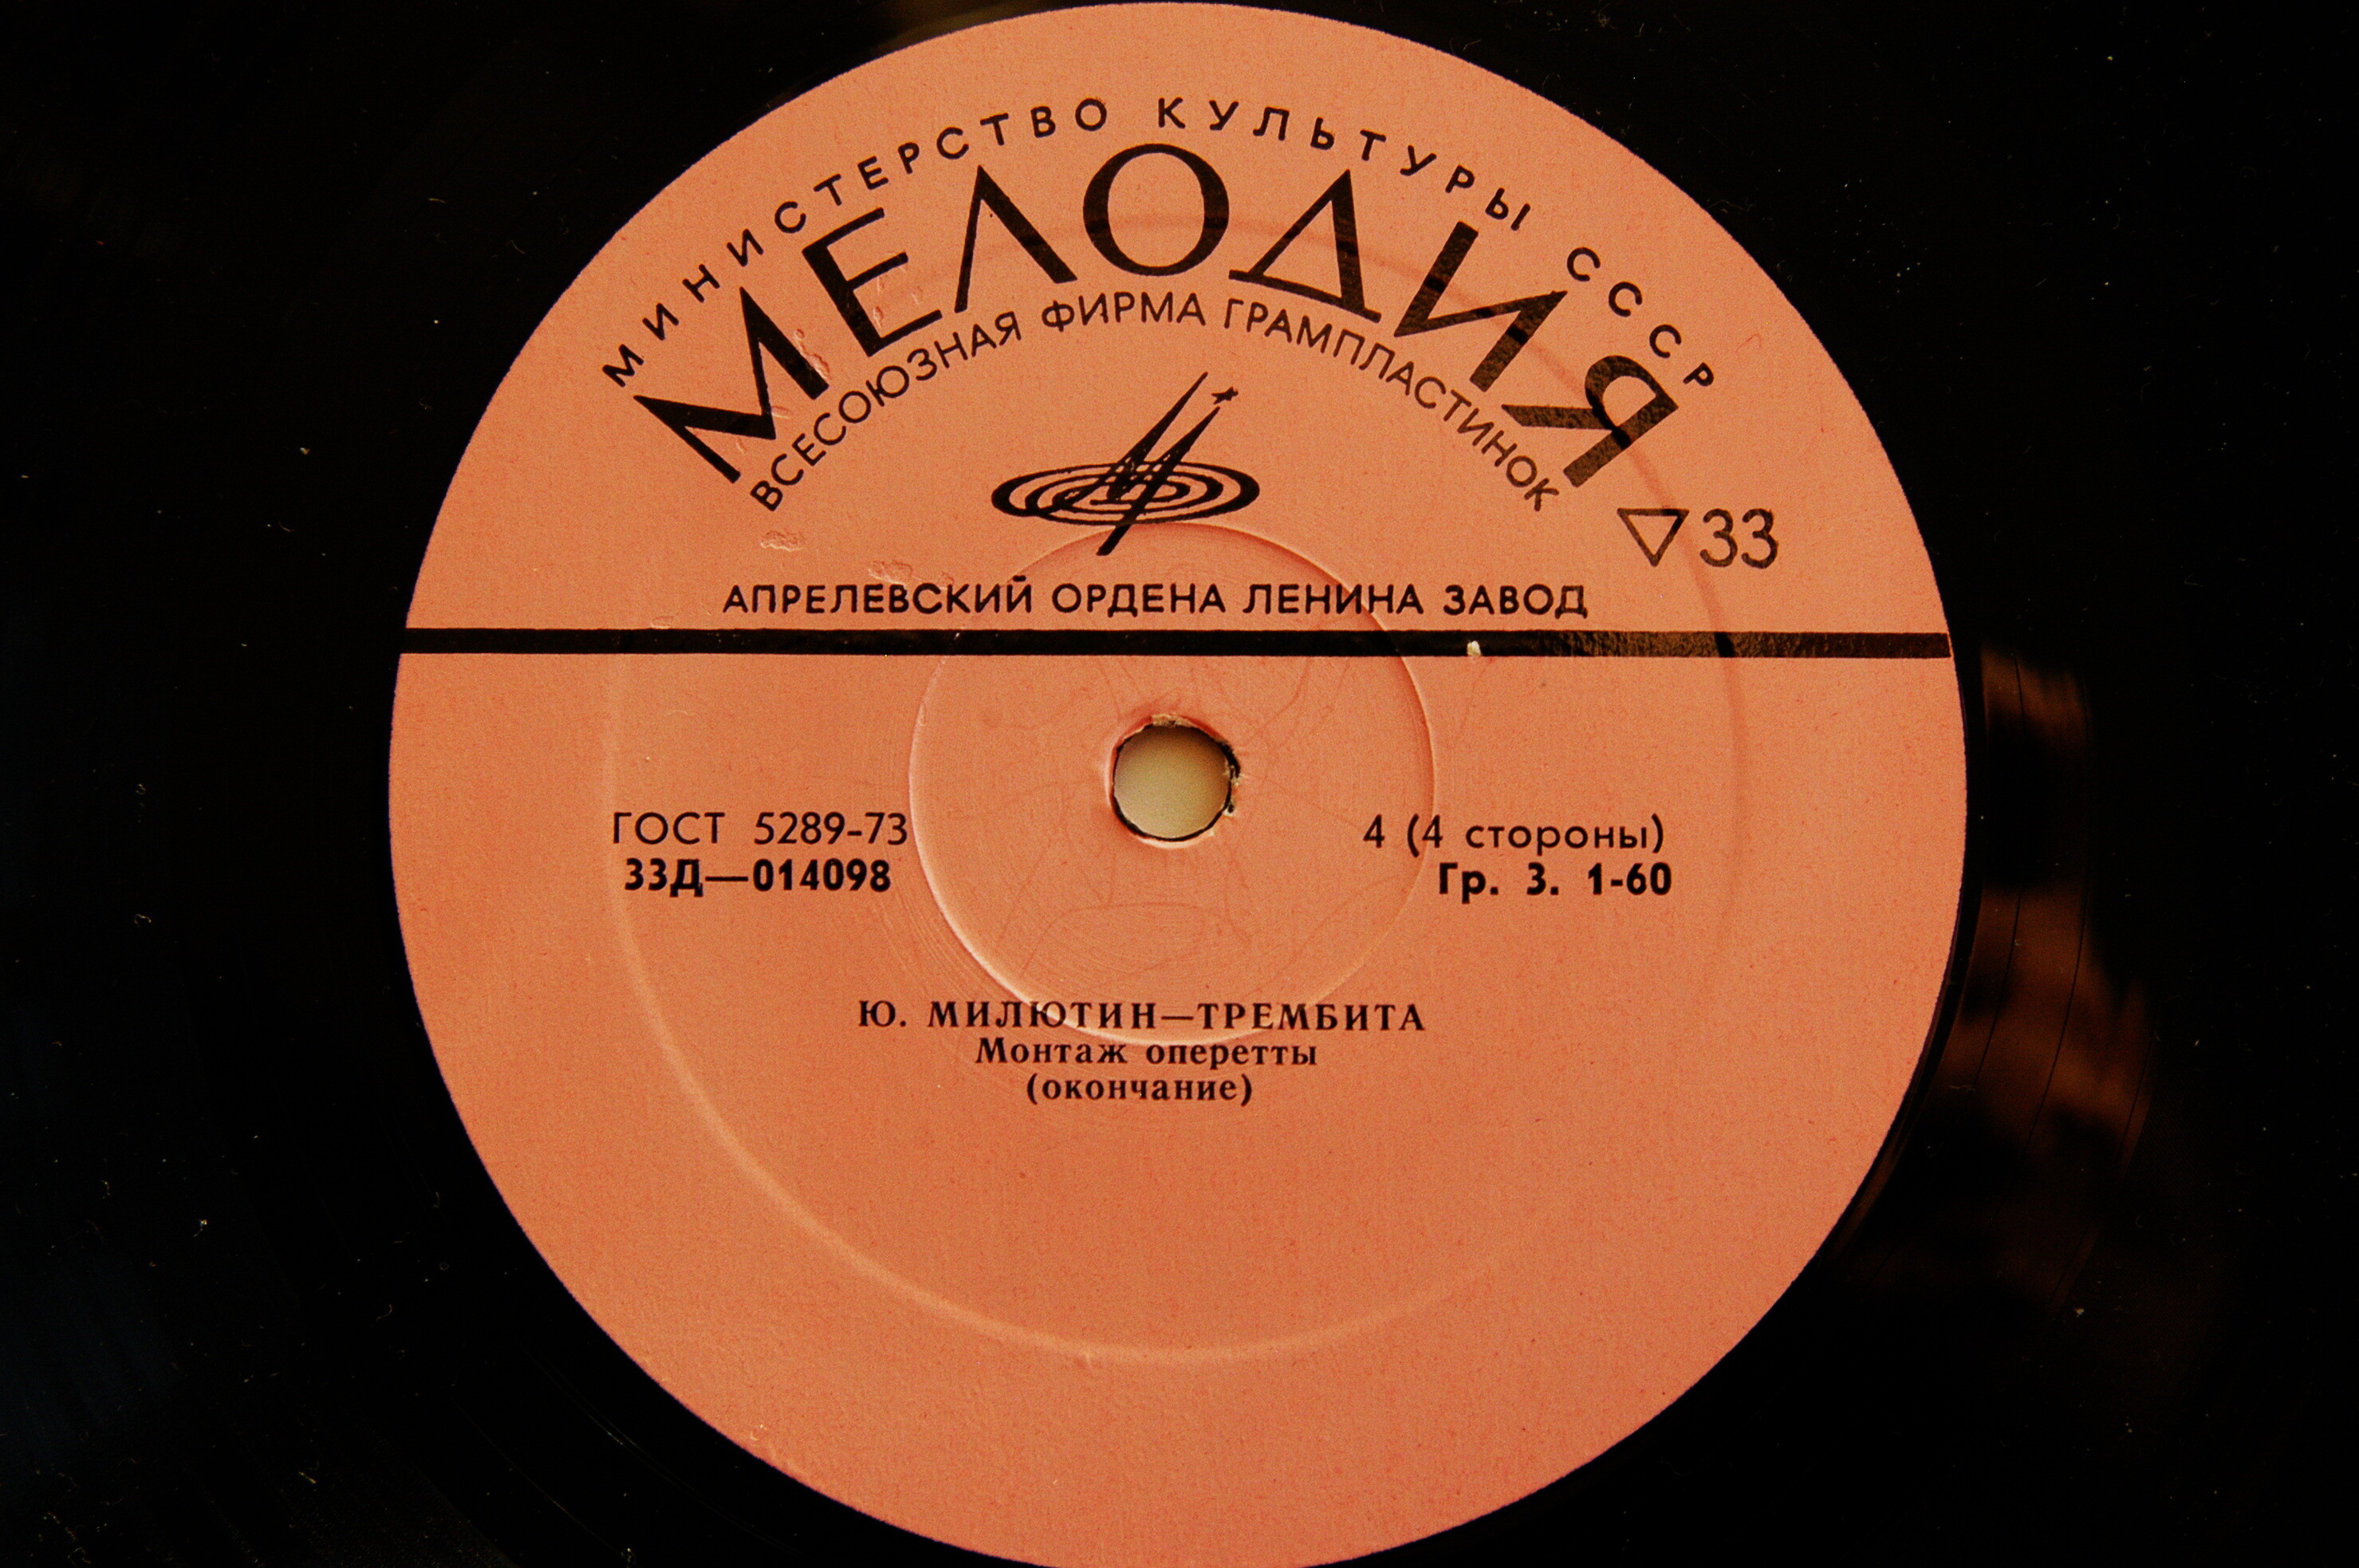 МИНИСТЕРСТВО КУЛЬТУРЫ СССР
МЕЛОДИЯ
ВСЕСОЮЗНАЯ ФИРМА ГРАМПЛАСТИНОК
▽33
АПРЕЛЕВСКИЙ ОРДЕНА ЛЕНИНА ЗАВОД
ГОСТ 5289-73
4 (4 стороны)
33Д—014098
Гр. 3. 1-60
Ю. МИЛЮТИН—ТРЕМБИТА
Монтаж оперетты
(окончание)